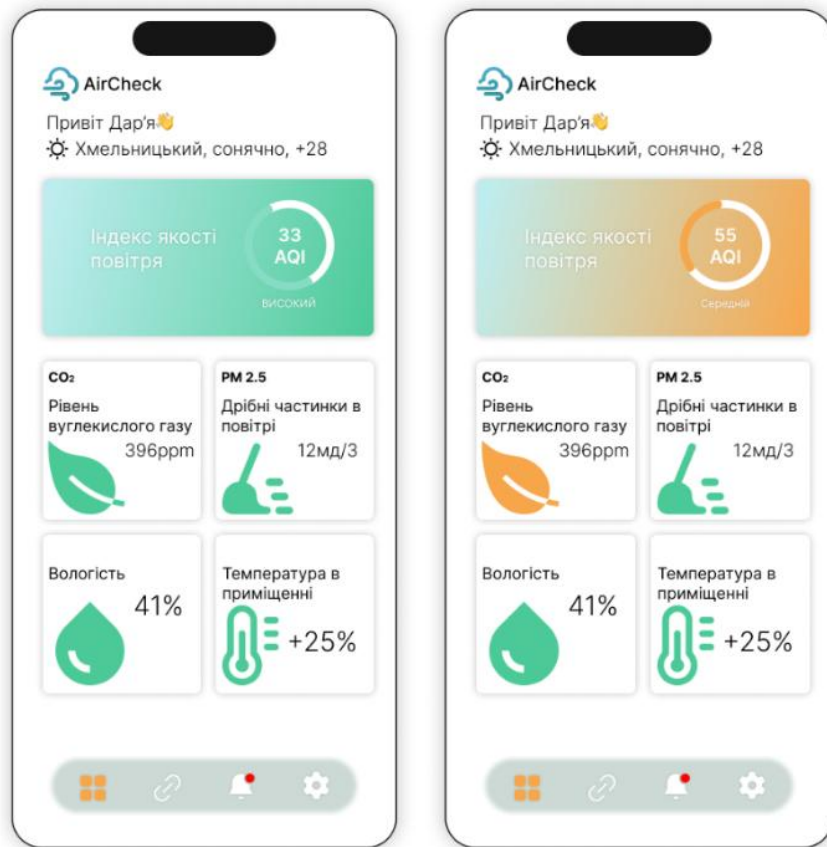 AirCheck
Привіт Дар'я👋
Хмельницький, сонячно, +28
Індекс якості
повітря
33
AQI
високий
CO₂
Рівень
вуглекислого газу
396ppm
PM 2.5
Дрібні частинки в
повітрі
12мд/3
Вологість
41%
Температура в
приміщенні
+25%
AirCheck
Привіт Дар'я👋
Хмельницький, сонячно, +28
Індекс якості
повітря
55
AQI
Середній
CO₂
Рівень
вуглекислого газу
396ppm
PM 2.5
Дрібні частинки в
повітрі
12мд/3
Вологість
41%
Температура в
приміщенні
+25%